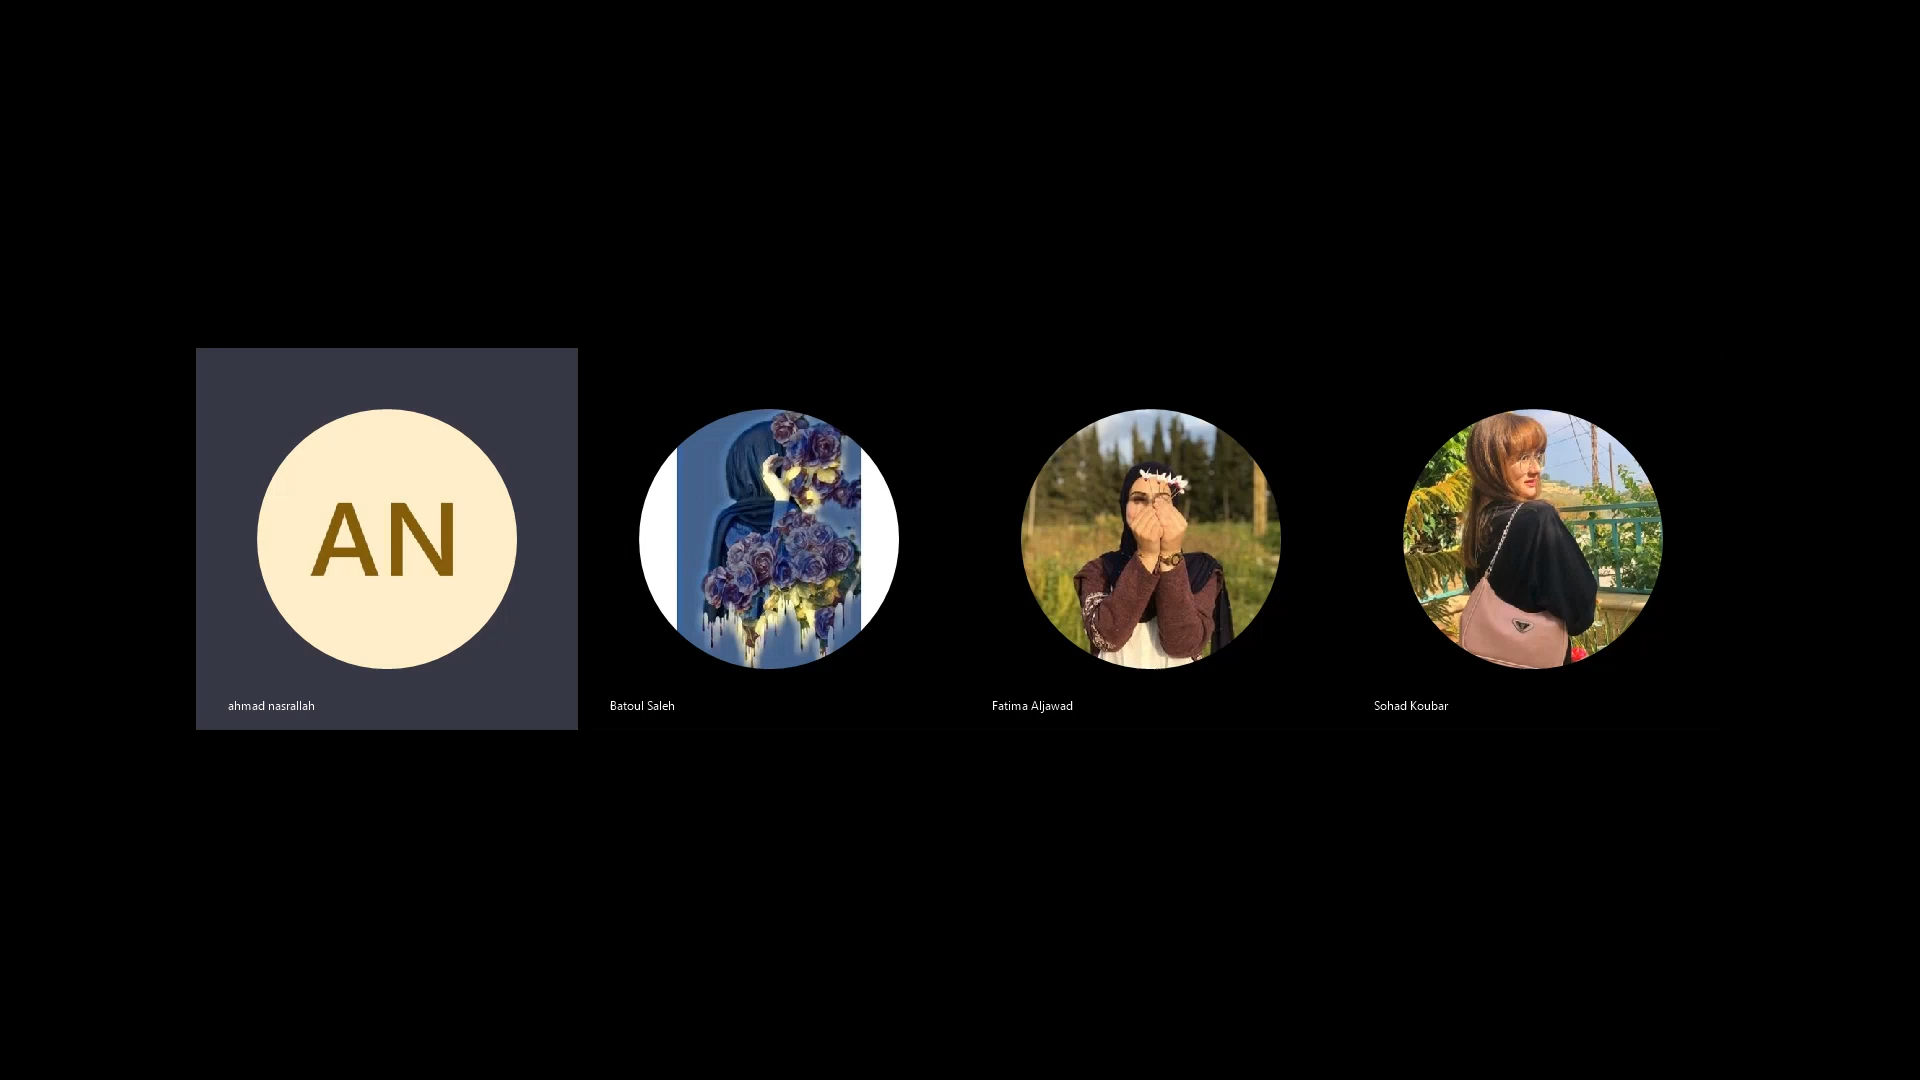 AN
ahmad nasrallah
Batoul Saleh
Fatima Aljawad
Sohad Koubar